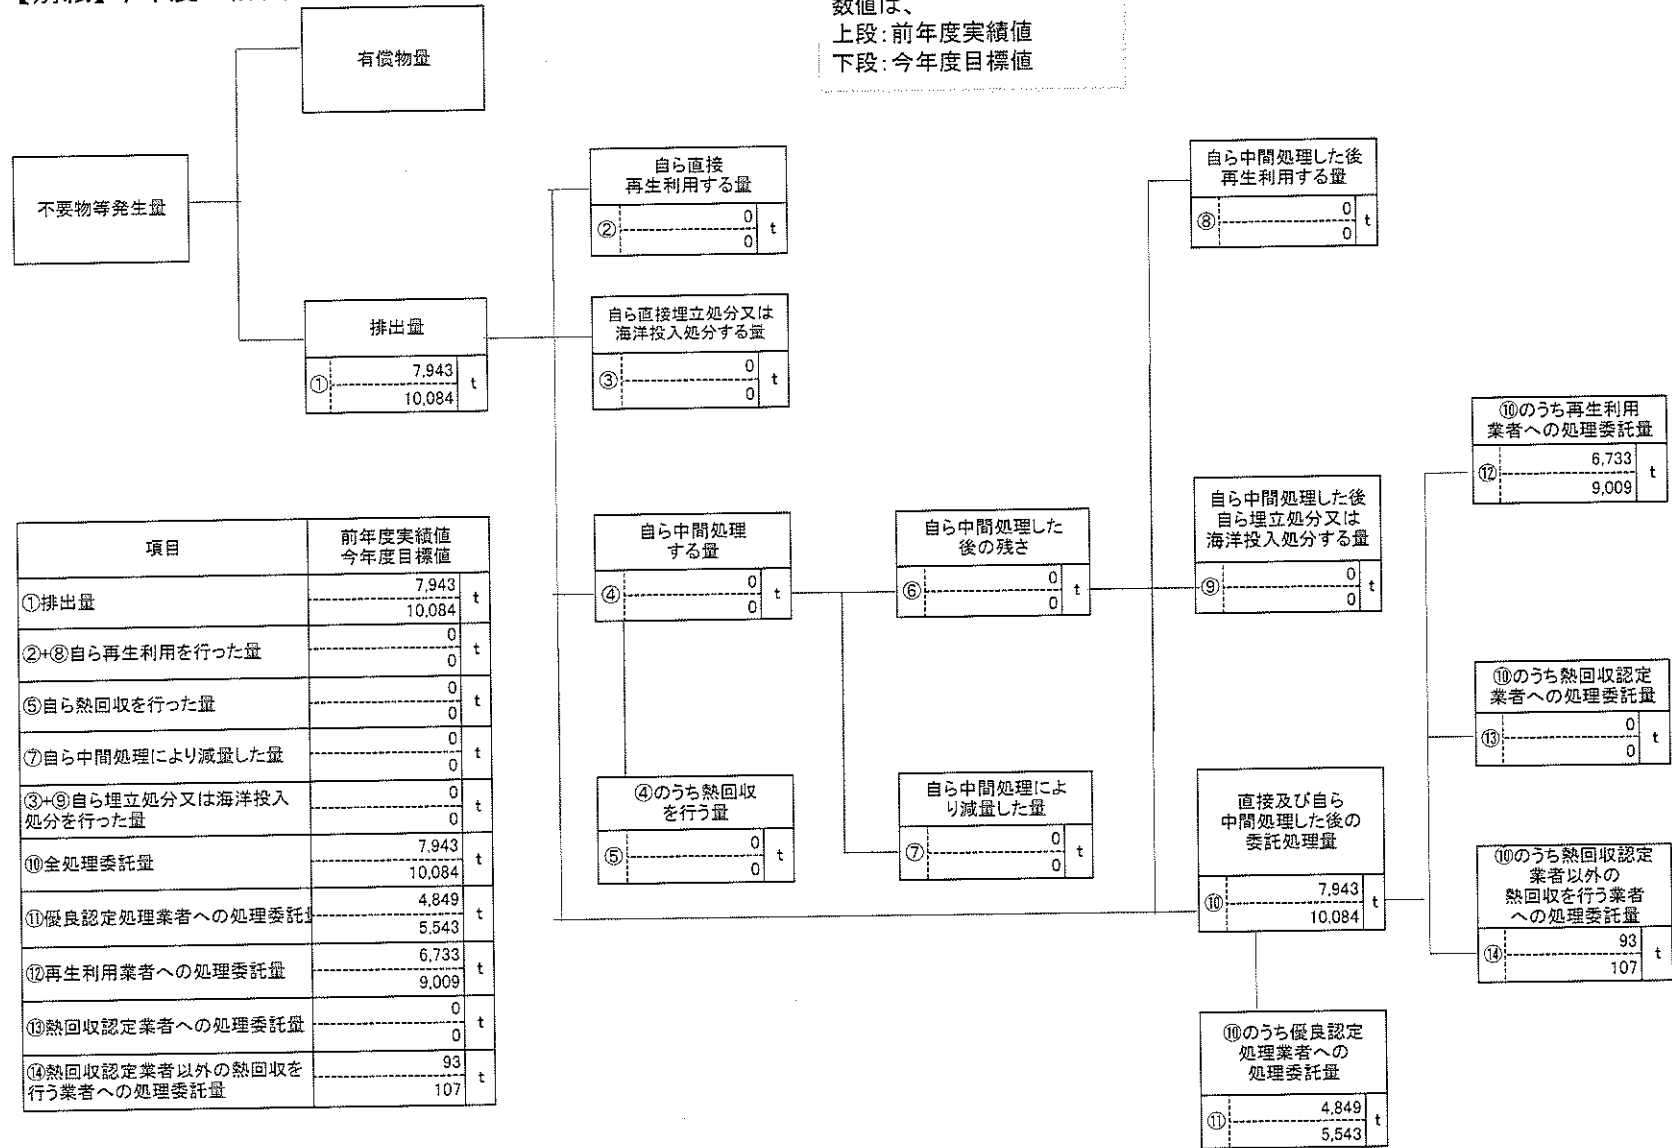 有償物量
数値は、
上段:前年度実績値
下段:今年度目標値
不要物等発生量
自ら直接
再生利用する量
②
0
0
t
自ら中間処理した後
再生利用する量
⑧
0
0
t
排出量
①
7,943
10,084
t
自ら直接埋立処分又は
海洋投入処分する量
③
0
0
t
⑩のうち再生利用
業者への処理委託量
⑫
6,733
9,009
t
自ら中間処理
する量
④
0
0
t
自ら中間処理した
後の残さ
⑥
0
0
t
自ら中間処理した後
自ら埋立処分又は
海洋投入処分する量
⑨
0
0
t
⑩のうち熱回収認定
業者への処理委託量
⑬
0
0
t
④のうち熱回収
を行う量
⑤
0
0
t
自ら中間処理によ
り減量した量
⑦
0
0
t
直接及び自ら
中間処理した後の
委託処理量
⑩
7,943
10,084
t
⑩のうち熱回収認定
業者以外の
熱回収を行う業者
への処理委託量
⑭
93
107
t
⑩のうち優良認定
処理業者への
処理委託量
⑪
4,849
5,543
t
項目
前年度実績値
今年度目標値
①排出量
7,943
10,084
t
②+⑧自ら再生利用を行った量
0
0
t
⑤自ら熱回収を行った量
0
0
t
⑦自ら中間処理により減量した量
0
0
t
③+⑨自ら埋立処分又は海洋投入
処分を行った量
0
0
t
⑩全処理委託量
7,943
10,084
t
⑪優良認定処理業者への処理委託
4,849
5,543
t
⑫再生利用業者への処理委託量
6,733
9,009
t
⑬熱回収認定業者への処理委託量
0
0
t
⑭熱回収認定業者以外の熱回収を
行う業者への処理委託量
93
107
t